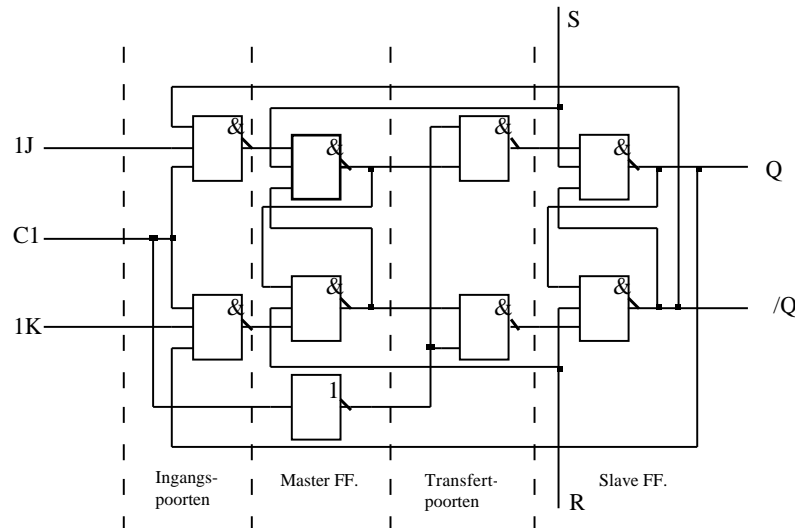 S
&
&
&
&
1J
Q
C1
&
&
&
&
/Q
1K
1
Ingangs-
poorten
Master FF.
Transfert-
poorten
Slave FF.
R